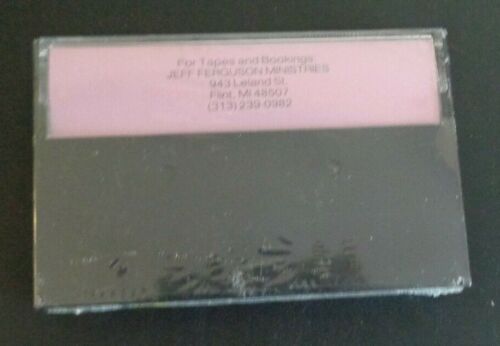 For Tapes and Bookings
JEFF FERGUSON MINISTRIES
943 Leland St.
Flint, MI 48507
(313) 239-0982